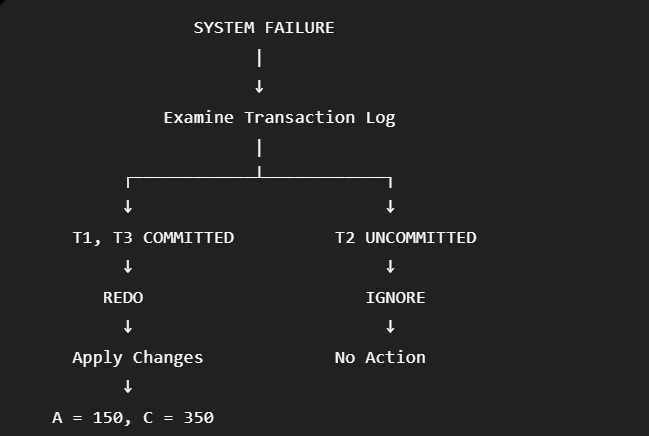 SYSTEM FAILURE
Examine Transaction Log
T1, T3 COMMITTED T2 UNCOMMITTED
REDO IGNORE
Apply Changes No Action
A = 150, C = 350